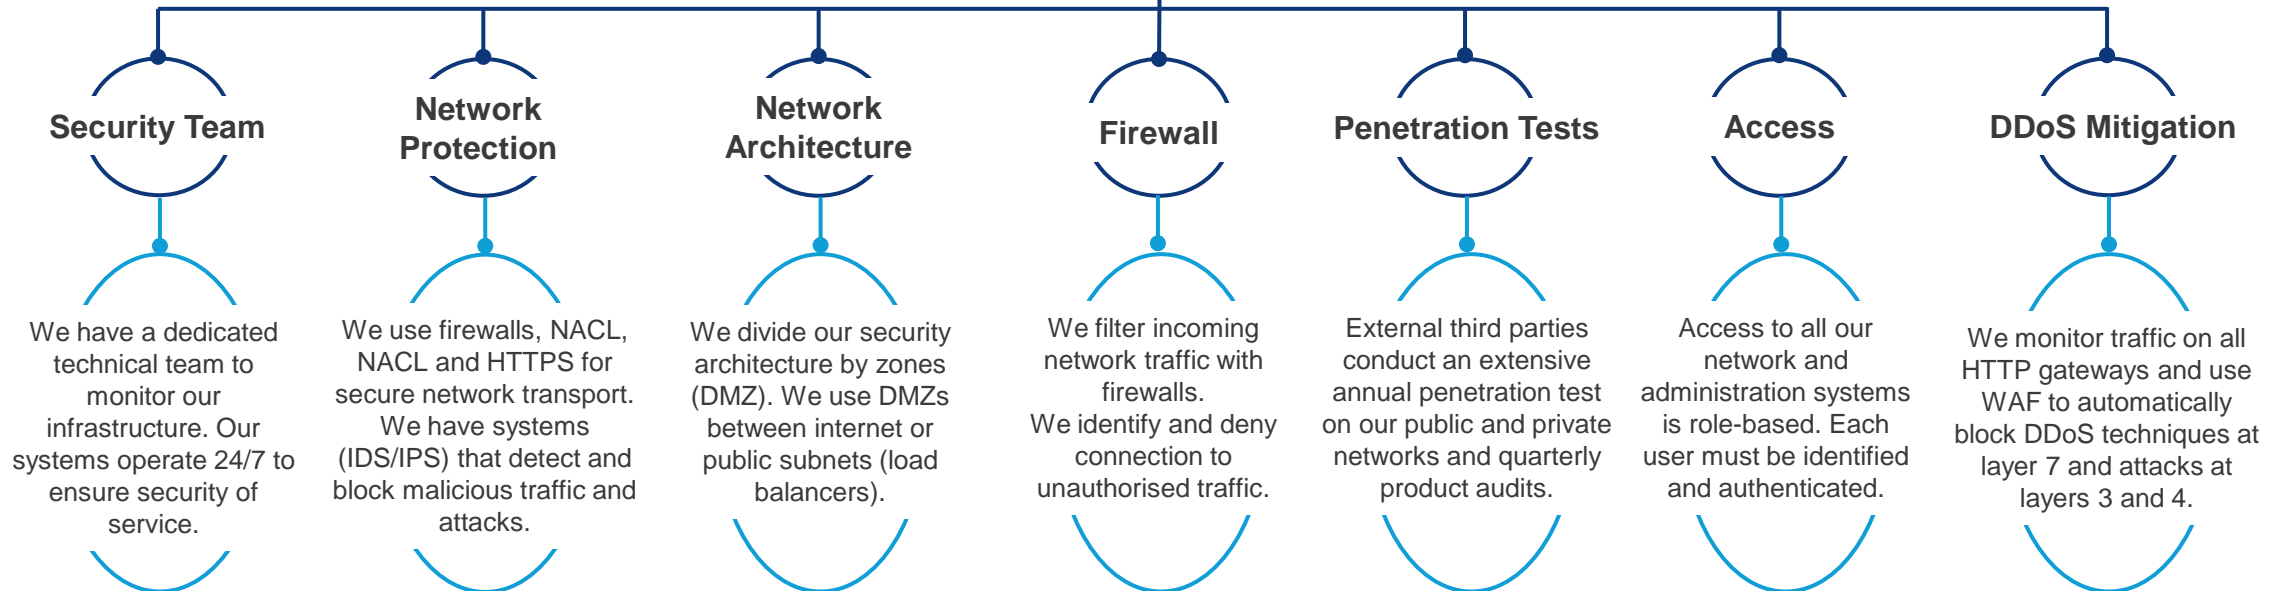 Security Team
We have a dedicated
technical team to
monitor our
infrastructure. Our
systems operate 24/7 to
ensure security of
service.
Network
Protection
We use firewalls, NACL,
NACL and HTTPS for
secure network transport.
We have systems
(IDS/IPS) that detect and
block malicious traffic and
attacks.
Network
Architecture
We divide our security
architecture by zones
(DMZ). We use DMZs
between internet or
public subnets (load
balancers).
Firewall
We filter incoming
network traffic with
firewalls.
We identify and deny
connection to
unauthorised traffic.
Penetration Tests
External third parties
conduct an extensive
annual penetration test
on our public and private
networks and quarterly
product audits.
Access
Access to all our
network and
administration systems
is role-based. Each
user must be identified
and authenticated.
DDoS Mitigation
We monitor traffic on all
HTTP gateways and use
WAF to automatically
block DDoS techniques at
layer 7 and attacks at
layers 3 and 4.